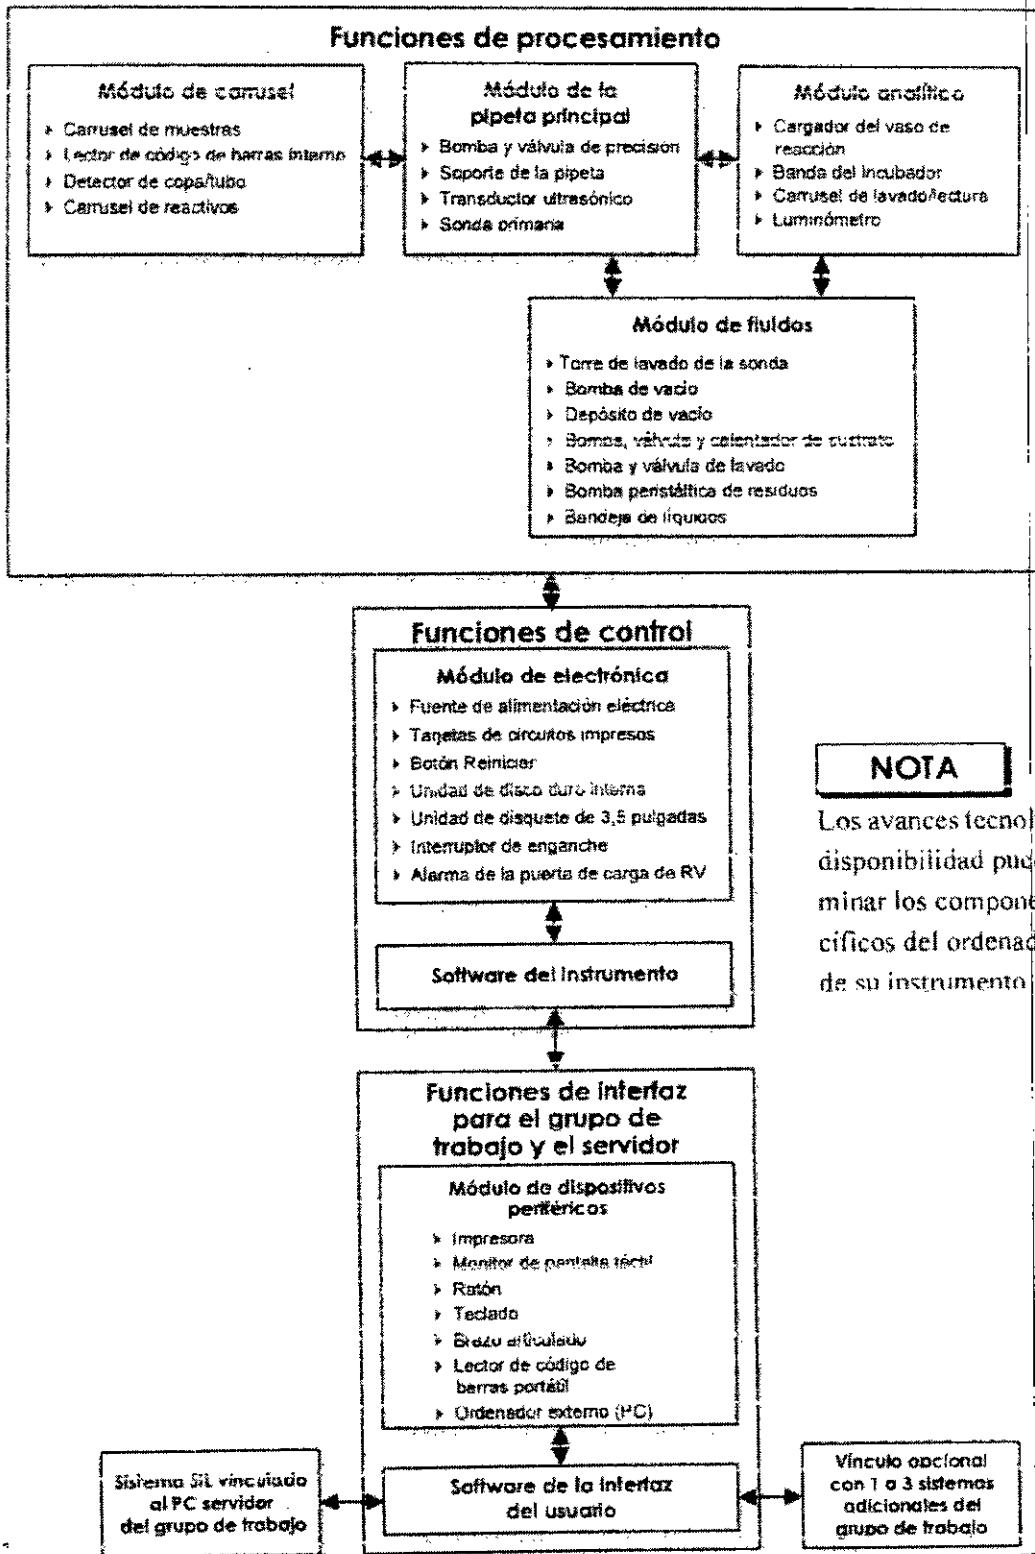 Funciones de procesamiento
Módulo de carrusel
Carrusel de muestras
Lector de código de barras interno
Detector de copa/tubo
Carrusel de reactivos
Módulo de la
pipeta principal
Bomba y válvula de precisión
Soporte de la pipeta
Transductor ultrasónico
Sonda primaria
Módulo analítico
Cargador del vaso de
reacción
Banda del incubador
Carrusel de lavado/lectura
Luminómetro
Módulo de fluidos
Torre de lavado de la sonda
Bomba de vacío
Depósito de vacío
Bomba, válvula y calentador de sustrato
Bomba y válvula de lavado
Bomba peristáltica de residuos
Bandeja de líquidos
Funciones de control
Módulo de electrónica
Fuente de alimentación eléctrica
Tarjetas de circuitos impresos
Botón Reiniciar
Unidad de disco duro interna
Unidad de disquete de 3,5 pulgadas
Interruptor de enganche
Alarma de la puerta de carga de RV
Software del instrumento
NOTA
Los avances tecnol
disponibilidad pued
minar los compone
cíficos del ordenad
de su instrumento
Funciones de interfaz
para el grupo de
trabajo y el servidor
Módulo de dispositivos
periféricos
Impresora
Monitor de pantalla táctil
Ratón
Teclado
Brazo articulado
Lector de código de
barras portátil
Ordenador externo (PC)
Software de la interfaz
del usuario
Sistema SIL vinculado
al PC servidor
del grupo de trabajo
Vínculo opcional
con 1 a 3 sistemas
adicionales del
grupo de trabajo